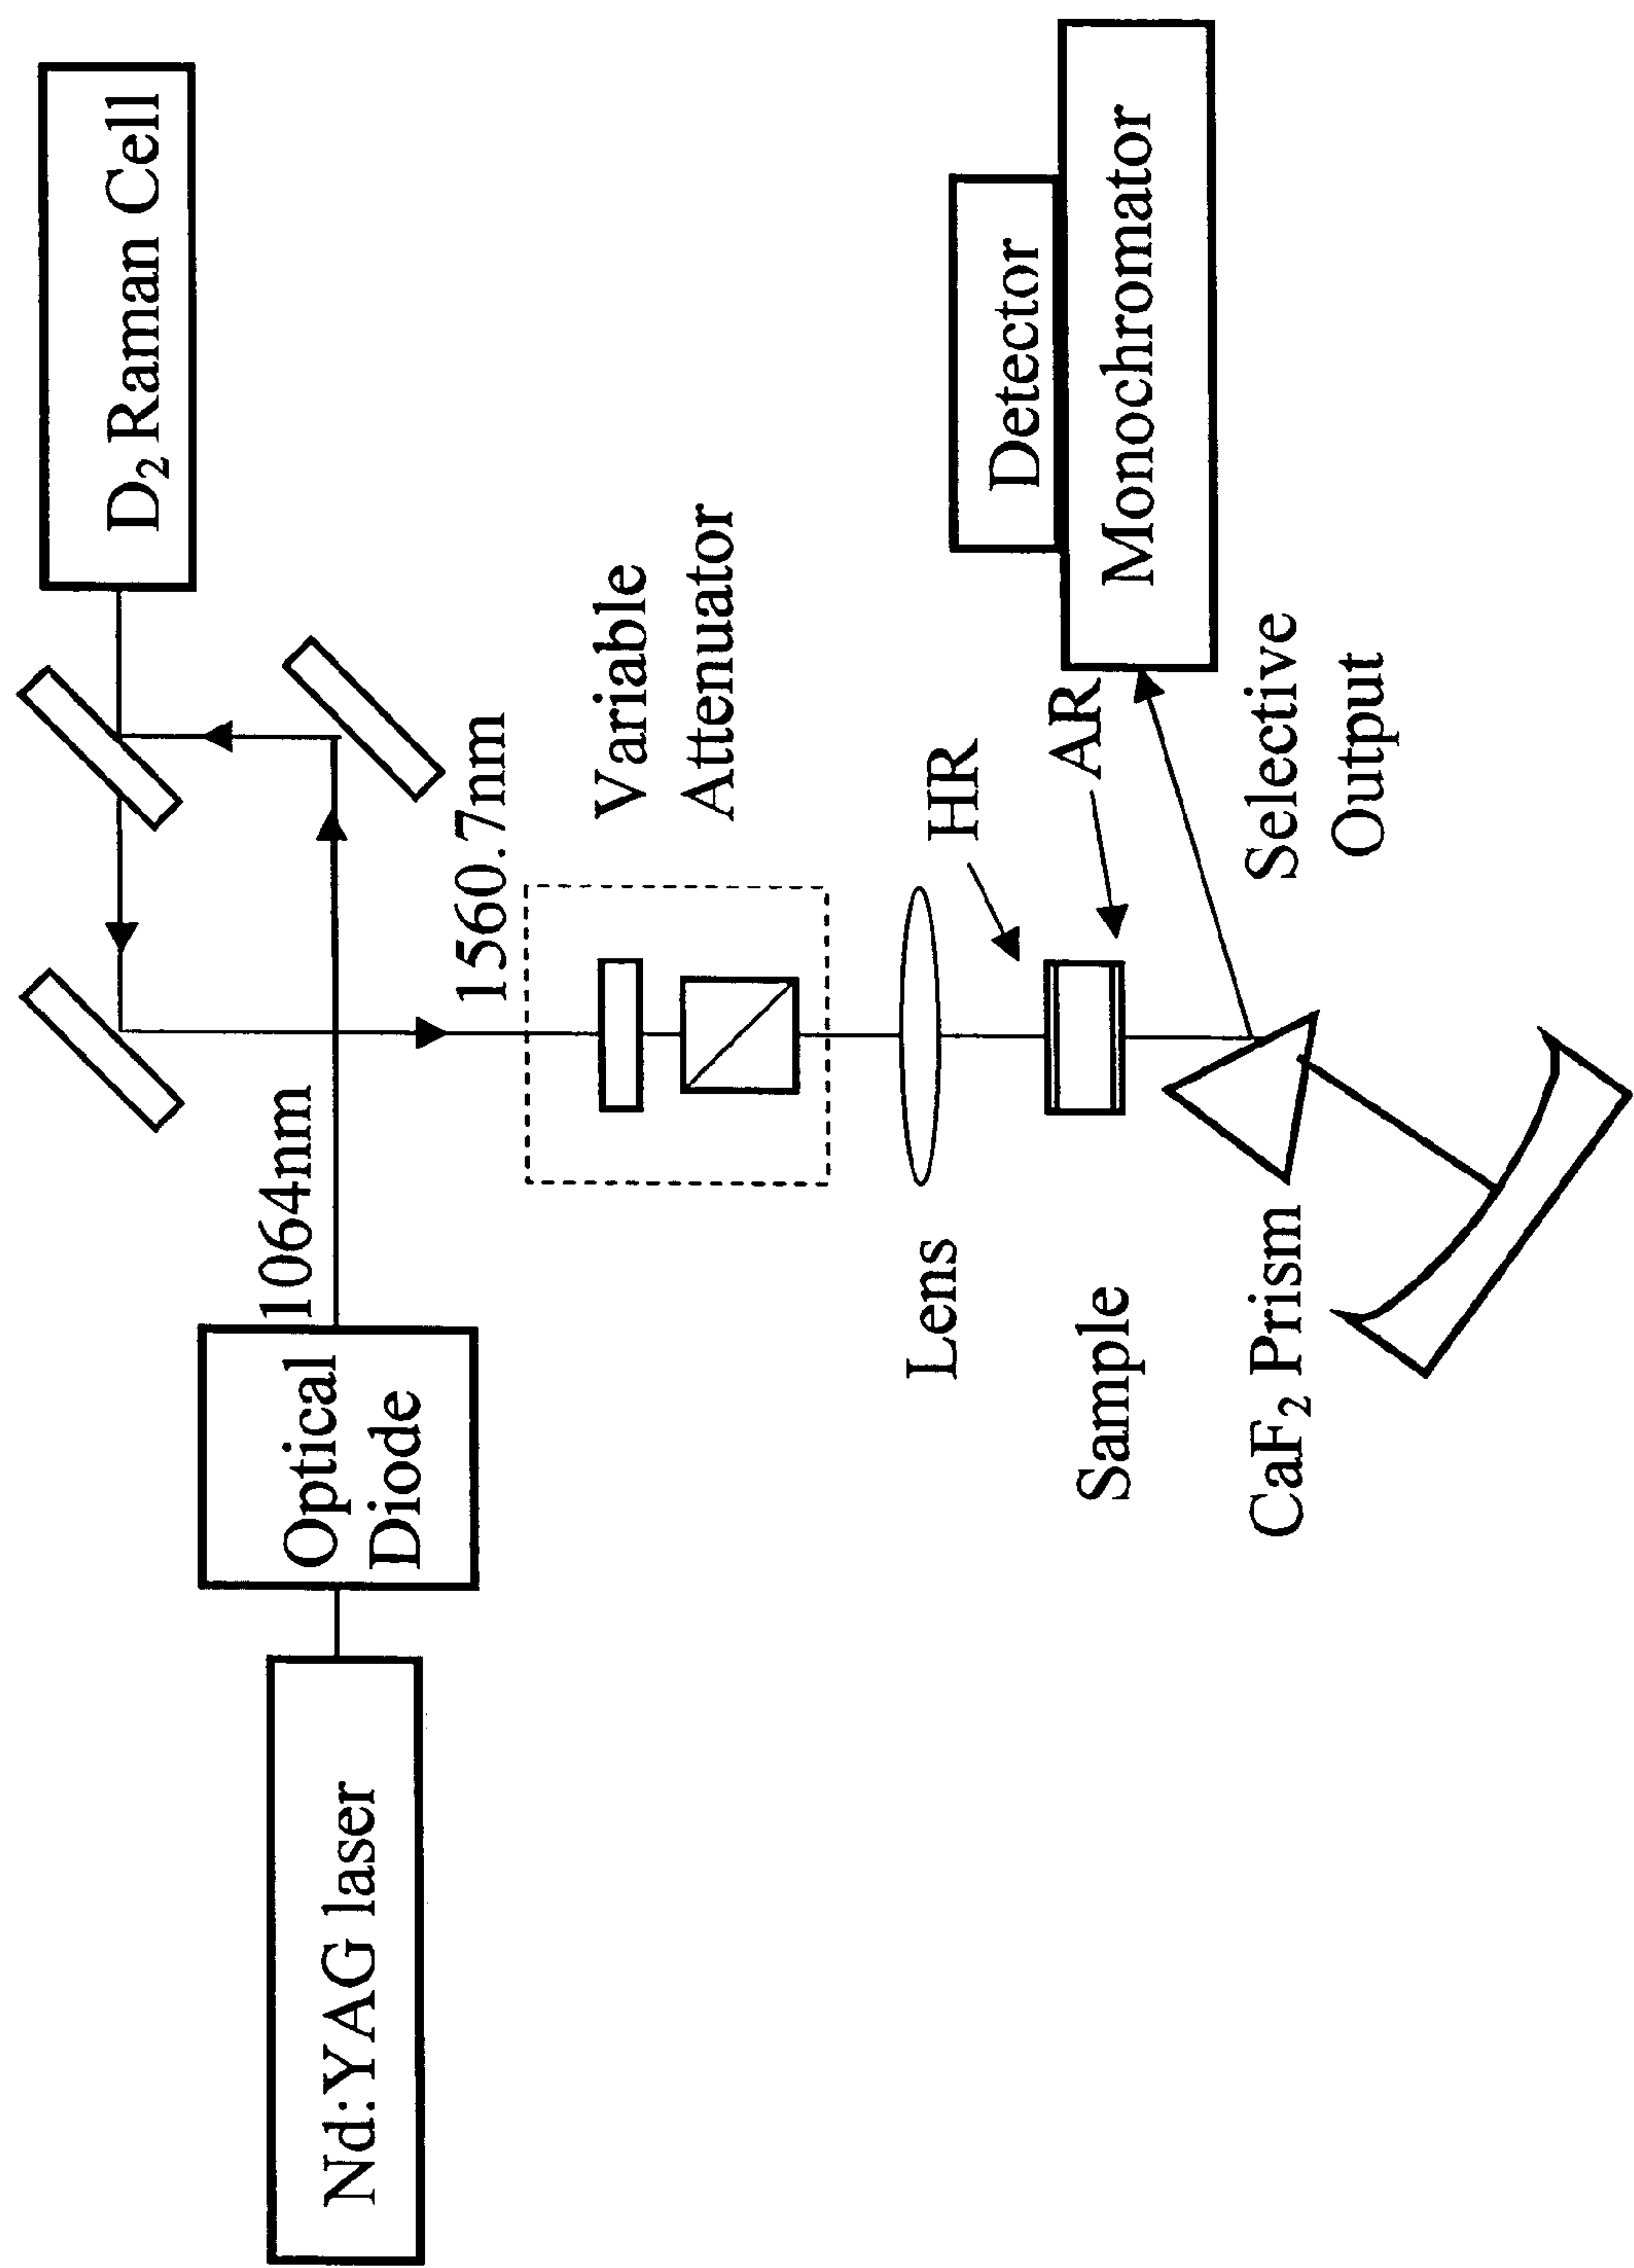 Nd:YAG laser
Optical
Diode
1064nm
D₂ Raman Cell
1560.7nm
Variable
Attenuator
Lens
HR
Sample
AR
Detector
Monochromator
CaF₂ Prism
Selective
Output